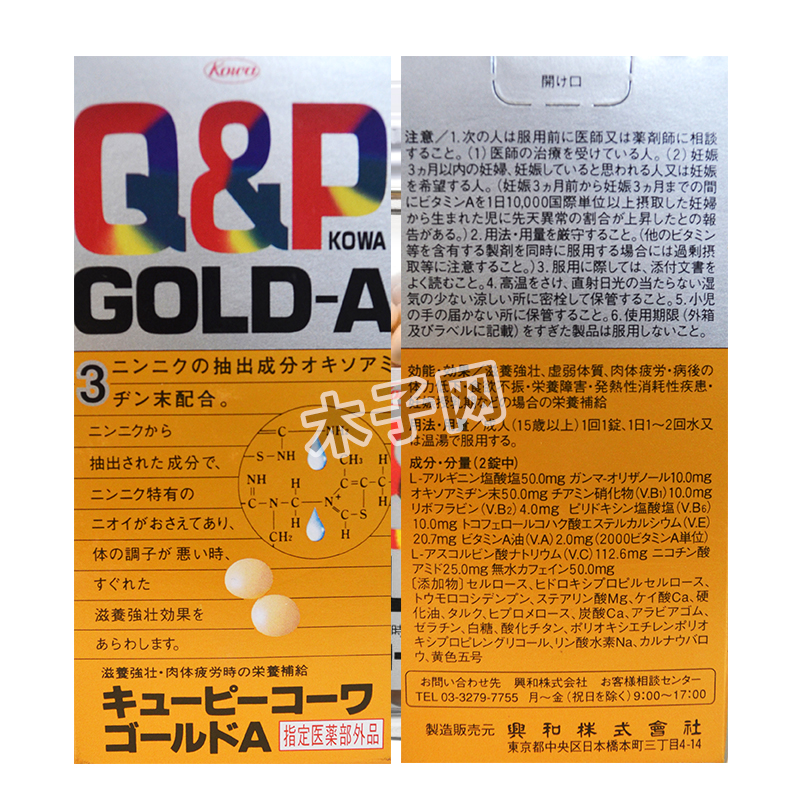 Kowa
Q&P
KOWA
GOLD-A
3 ニンニクの抽出成分オキソアミ
ヂン末配合。
ニンニクから
抽出された成分で、
ニンニク特有の
ニオイがおさえてあり、
体の調子が悪い時、
すぐれた
滋養強壮効果を
あらわします。
滋養強壮・肉体疲労時の栄養補給
キューピーコーワ
ゴールドA
指定医薬部外品
木子网
開け口
注意/1.次の人は服用前に医師又は薬剤師に相談
すること。(1)医師の治療を受けている人。(2)妊娠
3ヵ月以内の妊婦、妊娠していると思われる人又は妊娠
を希望する人。(妊娠3ヵ月前から妊娠3ヵ月までの間
にビタミンAを1日10,000国際単位以上摂取した妊婦
から生まれた児に先天異常の割合が上昇したとの報
告がある。)2.用法・用量を厳守すること。(他のビタミン
等を含有する製剤を同時に服用する場合には過剰摂
取等に注意すること。)3.服用に際しては、添付文書を
よく読むこと。4.高温をさけ、直射日光の当たらない湿
気の少ない涼しい所に密栓して保管すること。5.小児
の手の届かない所に保管すること。6.使用期限(外箱
及びラベルに記載)をすぎた製品は服用しないこと。
効能・効果/滋養強壮、虚弱体質、肉体疲労・病後の
不振・栄養障害・発熱性消耗性疾患・
などの場合の栄養補給
用法・用量/成人(15歳以上)1回1錠、1日1〜2回水又
は温湯で服用する。
成分・分量(2錠中)
L-アルギニン塩酸塩50.0mg ガンマ-オリザノール10.0mg
オキソアミヂン末50.0mg チアミン硝化物(V.B1)10.0mg
リボフラビン(V.B2)4.0mg ピリドキシン塩酸塩(V.B6)
10.0mg トコフェロールコハク酸エステルカルシウム(V.E)
20.7mg ビタミンA油(V.A)2.0mg(2000ビタミンA単位)
L-アスコルビン酸ナトリウム(V.C)112.6mg ニコチン酸
アミド25.0mg 無水カフェイン50.0mg
[添加物]セルロース、ヒドロキシプロピルセルロース、
トウモロコシデンプン、ステアリン酸Mg、ケイ酸Ca、硬
化油、タルク、ヒプロメロース、炭酸Ca、アラビアゴム、
ゼラチン、白糖、酸化チタン、ポリオキシエチレンポリオ
キシプロピレングリコール、リン酸水素Na、カルナウバロ
ウ、黄色五号
お問い合わせ先 興和株式会社 お客様相談センター
TEL 03-3279-7755 月〜金(祝日を除く)9:00〜17:00
製造販売元 興和株式會社
東京都中央区日本橋本町三丁目4-14